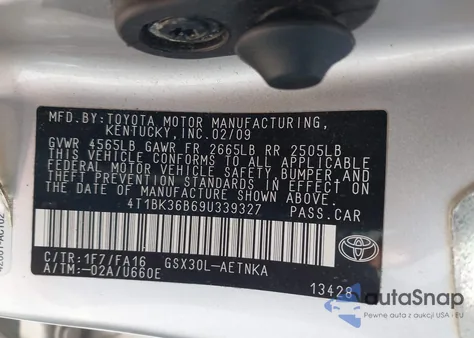 MFD.BY:TOYOTA MOTOR MANUFACTURING,
KENTUCKY,INC.02/09
GVWR 4565LB GAWR FR 2665LB RR 2505LB
THIS VEHICLE CONFORMS TO ALL APPLICABLE
FEDERAL MOTOR VEHICLE SAFETY, BUMPER,AND
THEFT PREVENTION STANDARDS IN EFFECT ON
THE DATE OF MANUFACTURE SHOWN ABOVE.
4T1BK36B69U339327 PASS.CAR
C/TR:1F7/FA16 GSX30L-AETNKA
A/TM:-02A/U660E
TOYOTA
13428
autoSnap
Pewne auta z aukcji USA - EU